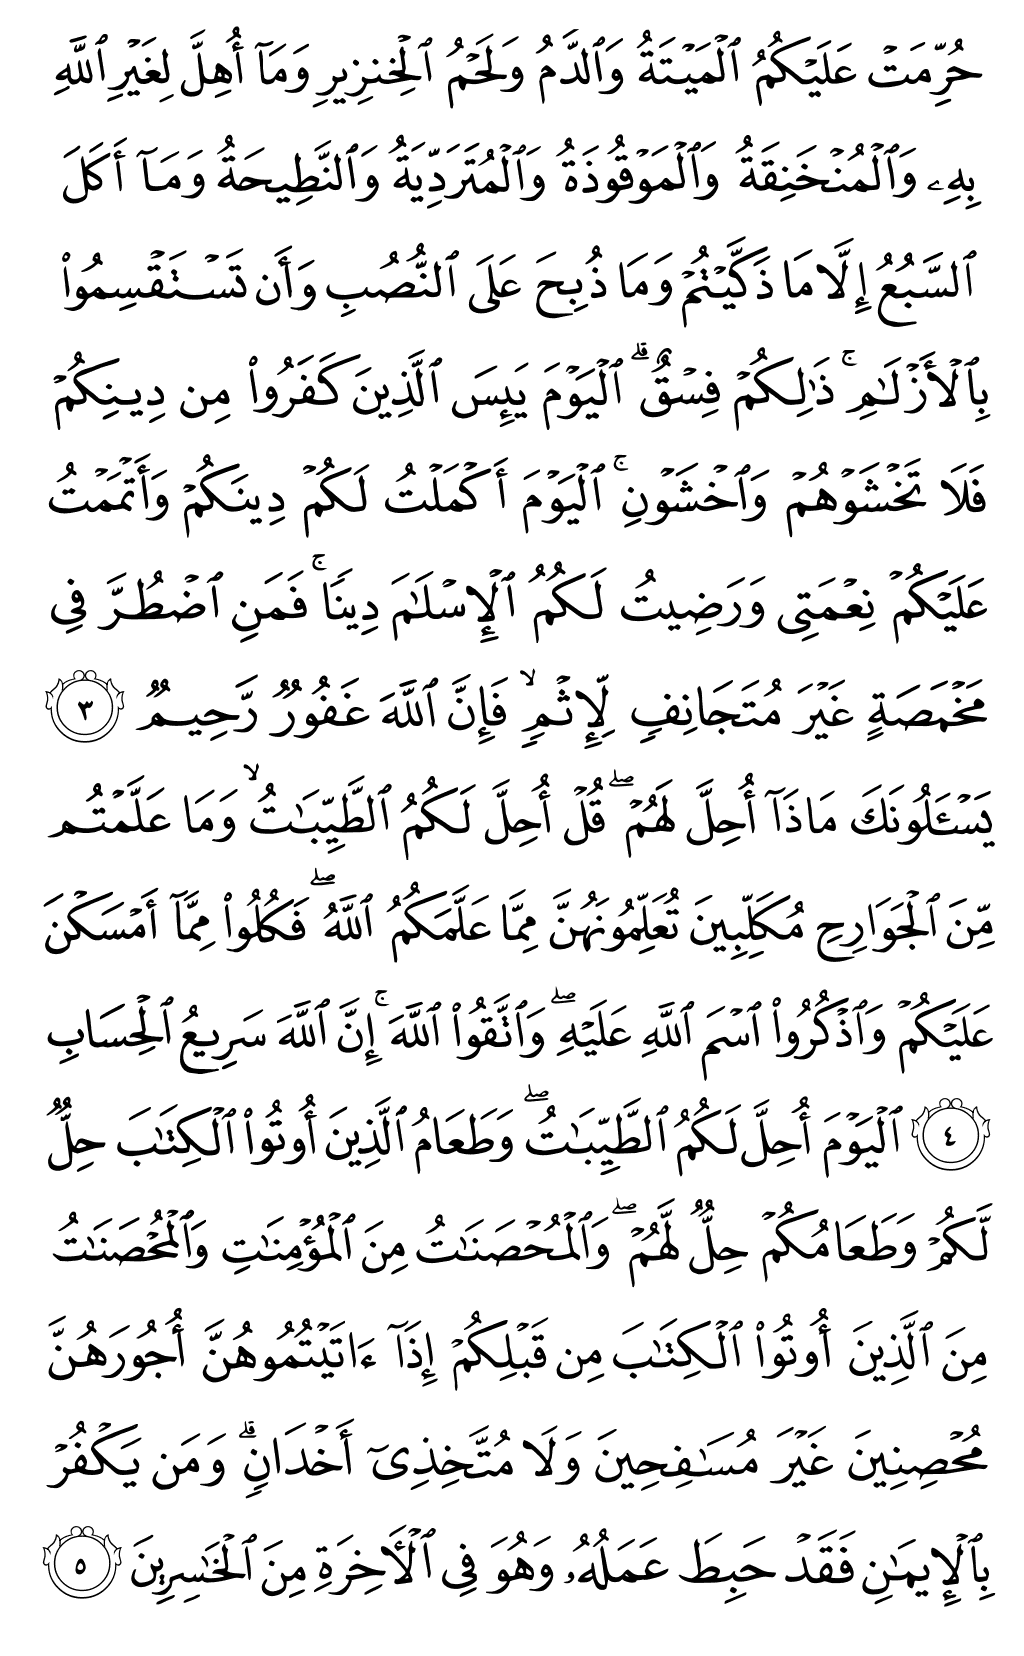 حُرِّمَتۡ عَلَيۡكُمُ ٱلۡمَيۡتَةُ وَٱلدَّمُ وَلَحۡمُ ٱلۡخِنزِيرِ وَمَآ أُهِلَّ لِغَيۡرِ ٱللَّهِ
بِهِۦ وَٱلۡمُنۡخَنِقَةُ وَٱلۡمَوۡقُوذَةُ وَٱلۡمُتَرَدِّيَةُ وَٱلنَّطِيحَةُ وَمَآ أَكَلَ
ٱلسَّبُعُ إِلَّا مَا ذَكَّيۡتُمۡ وَمَا ذُبِحَ عَلَى ٱلنُّصُبِ وَأَن تَسۡتَقۡسِمُواْ
بِٱلۡأَزۡلَٰمِۚ ذَٰلِكُمۡ فِسۡقٌۗ ٱلۡيَوۡمَ يَئِسَ ٱلَّذِينَ كَفَرُواْ مِن دِينِكُمۡ
فَلَا تَخۡشَوۡهُمۡ وَٱخۡشَوۡنِۚ ٱلۡيَوۡمَ أَكۡمَلۡتُ لَكُمۡ دِينَكُمۡ وَأَتۡمَمۡتُ
عَلَيۡكُمۡ نِعۡمَتِي وَرَضِيتُ لَكُمُ ٱلۡإِسۡلَٰمَ دِينٗاۚ فَمَنِ ٱضۡطُرَّ فِي
مَخۡمَصَةٍ غَيۡرَ مُتَجَانِفٖ لِّإِثۡمٖ ۙ فَإِنَّ ٱللَّهَ غَفُورٞ رَّحِيمٞ ٣
يَسۡـَٔلُونَكَ مَاذَآ أُحِلَّ لَهُمۡۖ قُلۡ أُحِلَّ لَكُمُ ٱلطَّيِّبَٰتُ ۙ وَمَا عَلَّمۡتُم
مِّنَ ٱلۡجَوَارِحِ مُكَلِّبِينَ تُعَلِّمُونَهُنَّ مِمَّا عَلَّمَكُمُ ٱللَّهُۖ فَكُلُواْ مِمَّآ أَمۡسَكۡنَ
عَلَيۡكُمۡ وَٱذۡكُرُواْ ٱسۡمَ ٱللَّهِ عَلَيۡهِۖ وَٱتَّقُواْ ٱللَّهَۚ إِنَّ ٱللَّهَ سَرِيعُ ٱلۡحِسَابِ
٤ ٱلۡيَوۡمَ أُحِلَّ لَكُمُ ٱلطَّيِّبَٰتُۖ وَطَعَامُ ٱلَّذِينَ أُوتُواْ ٱلۡكِتَٰبَ حِلّٞ
لَّكُمۡ وَطَعَامُكُمۡ حِلّٞ لَّهُمۡۖ وَٱلۡمُحۡصَنَٰتُ مِنَ ٱلۡمُؤۡمِنَٰتِ وَٱلۡمُحۡصَنَٰتُ
مِنَ ٱلَّذِينَ أُوتُواْ ٱلۡكِتَٰبَ مِن قَبۡلِكُمۡ إِذَآ ءَاتَيۡتُمُوهُنَّ أُجُورَهُنَّ
مُحۡصِنِينَ غَيۡرَ مُسَٰفِحِينَ وَلَا مُتَّخِذِيٓ أَخۡدَانٖۗ وَمَن يَكۡفُرۡ
بِٱلۡإِيمَٰنِ فَقَدۡ حَبِطَ عَمَلُهُۥ وَهُوَ فِي ٱلۡأٓخِرَةِ مِنَ ٱلۡخَٰسِرِينَ ٥